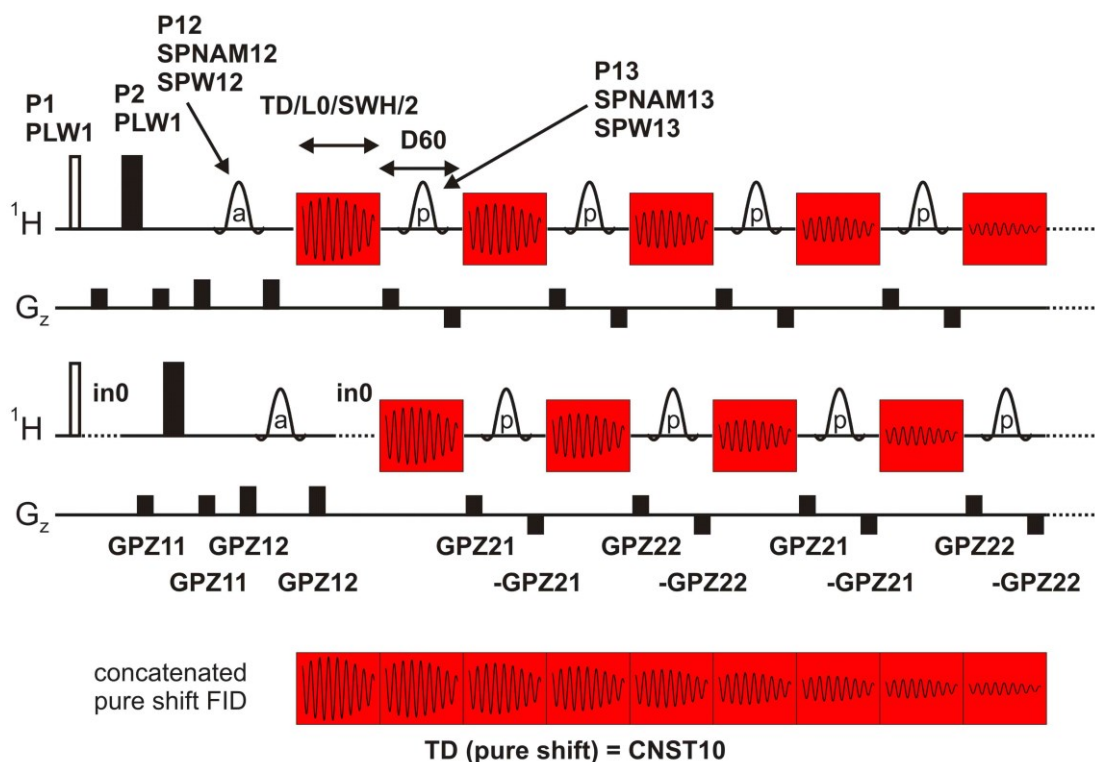 P12
SPNAM12
SPW12
P1
PLW1
P2
PLW1
TD/L0/SWH/2
D60
P13
SPNAM13
SPW13
1H
a
p
p
p
p
Gz
1H
in0
a
in0
p
p
p
p
Gz
GPZ11
GPZ12
GPZ21
GPZ22
GPZ21
GPZ22
GPZ11
GPZ12
-GPZ21
-GPZ22
-GPZ21
-GPZ22
concatenated
pure shift FID
TD (pure shift) = CNST10